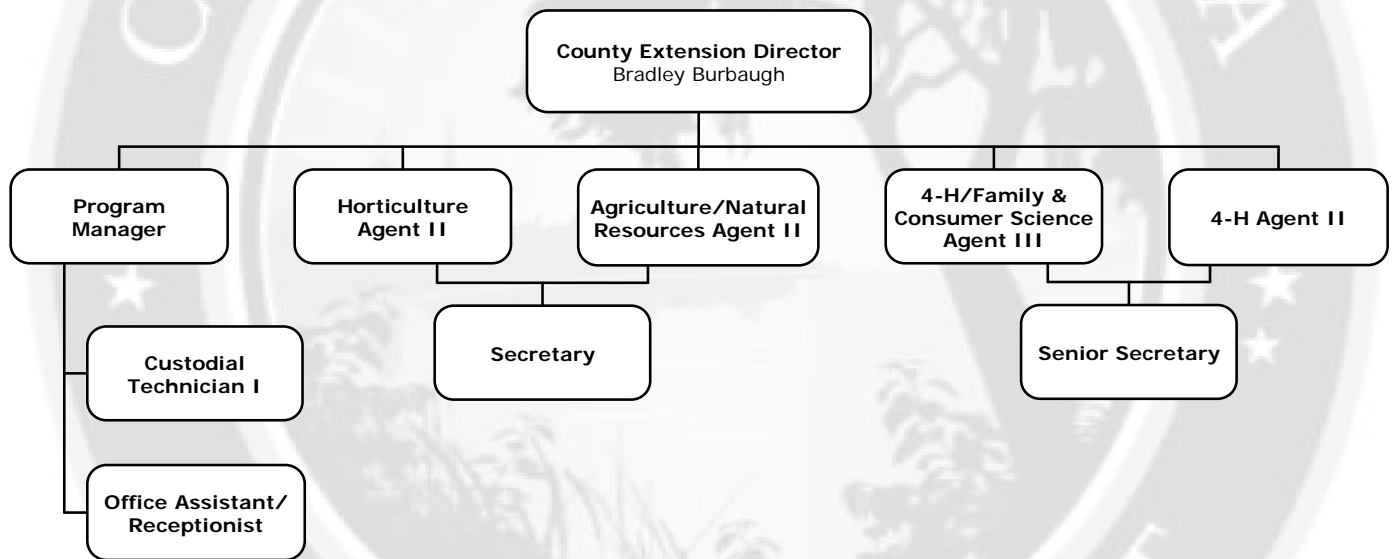 County Extension Director
Bradley Burbaugh
Program
Manager
Horticulture
Agent II
Agriculture/Natural
Resources Agent II
4-H/Family &
Consumer Science
Agent III
4-H Agent II
Custodial
Technician I
Secretary
Senior Secretary
Office Assistant/
Receptionist